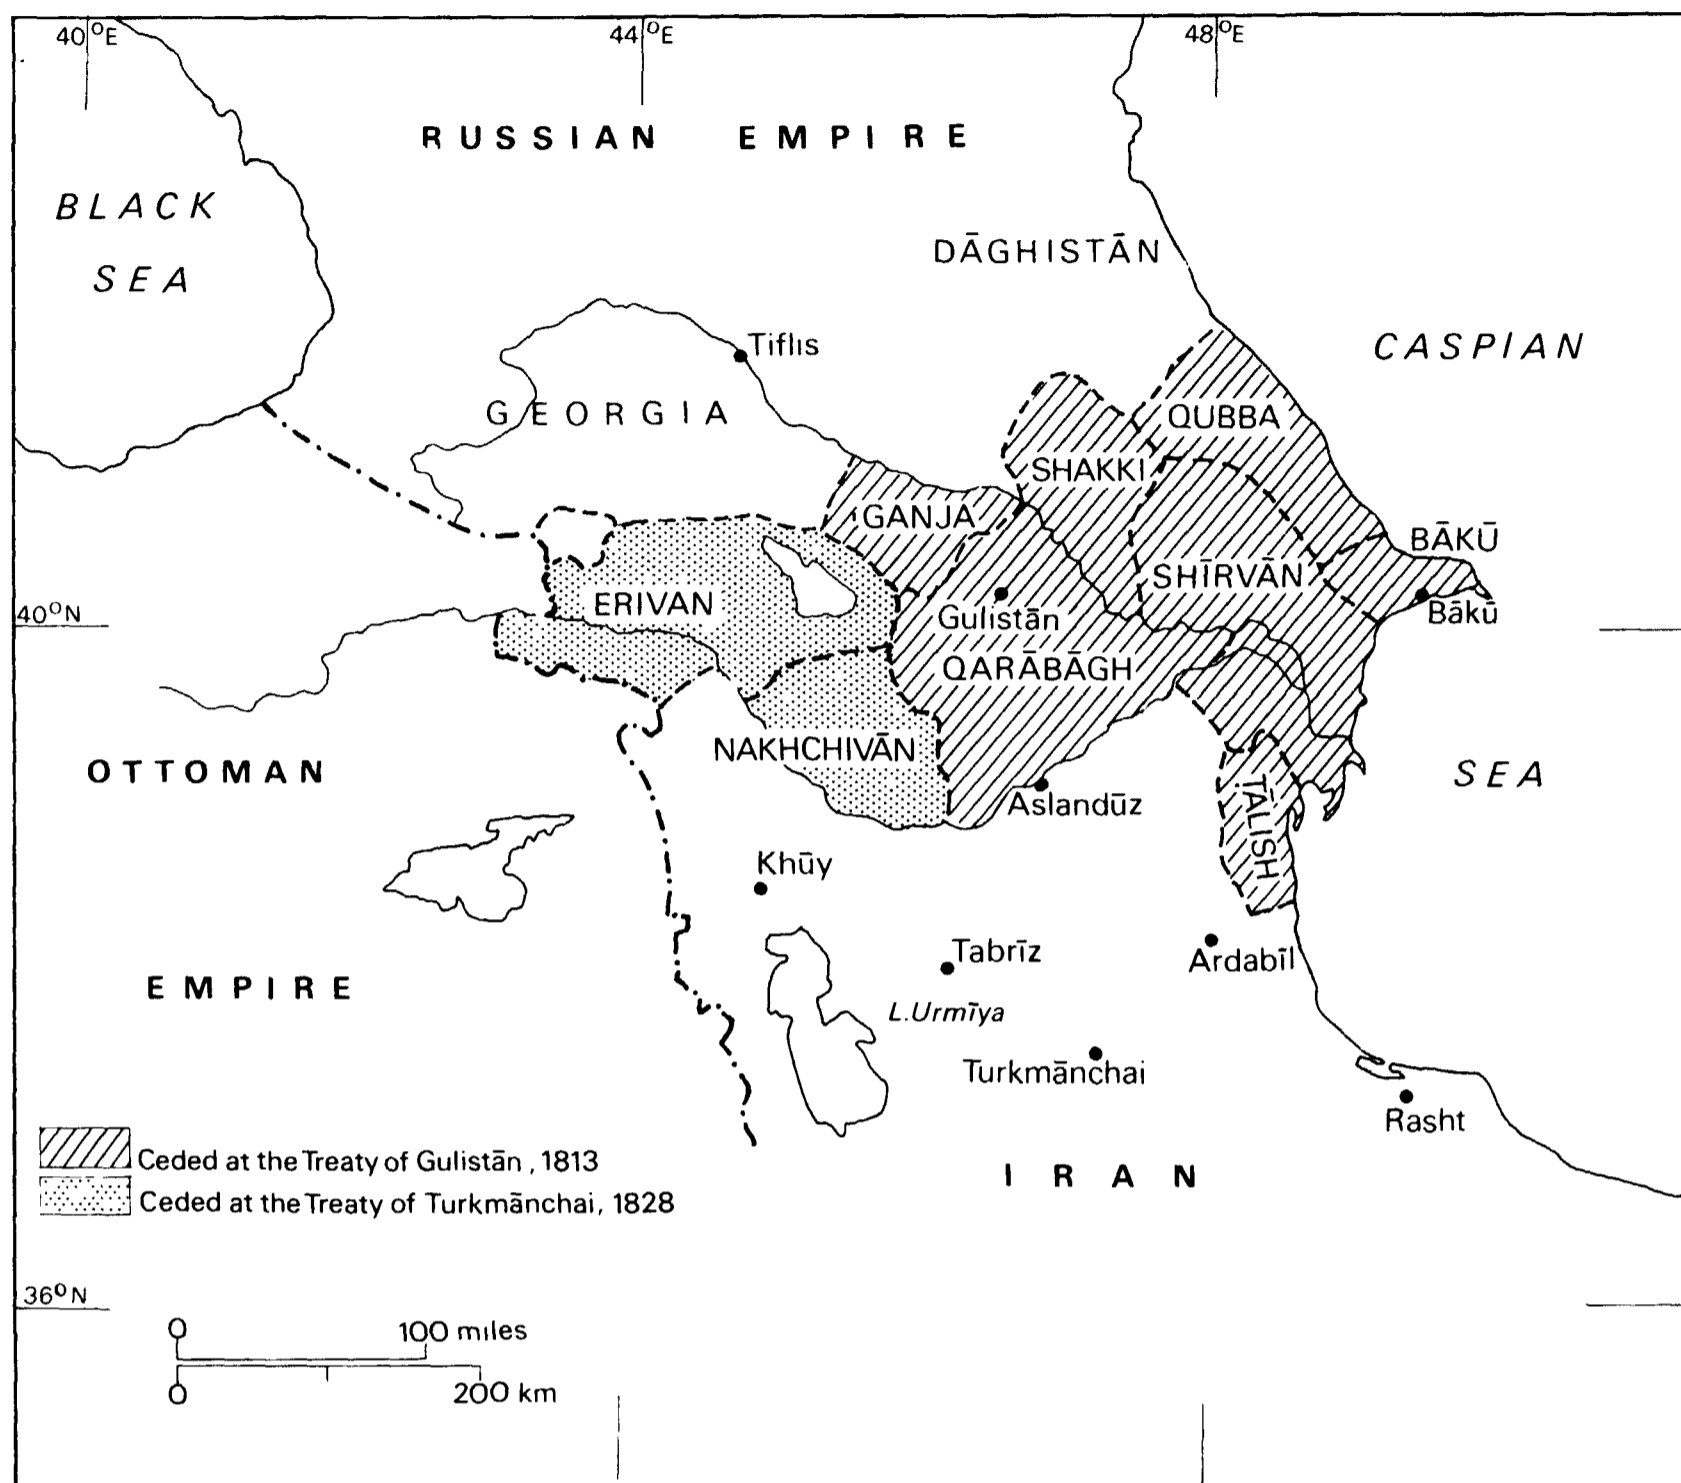 40°E
44°E
48°E
RUSSIAN EMPIRE
BLACK
SEA
DĀGHISTĀN
CASPIAN
Tiflis
GEORGIA
QUBBA
SHAKKI
GANJA
BĀKŪ
SHĪRVĀN
ERIVAN
40°N
Gulistān
Bākū
QARĀBĀGH
NAKHCHIVĀN
OTTOMAN
SEA
Aslandūz
ṬĀLISH
Khūy
Tabrīz
Ardabīl
EMPIRE
L.Urmīya
Turkmānchai
Rasht
Ceded at the Treaty of Gulistān, 1813
IRAN
Ceded at the Treaty of Turkmānchai, 1828
36°N
0 100 miles
0 200 km